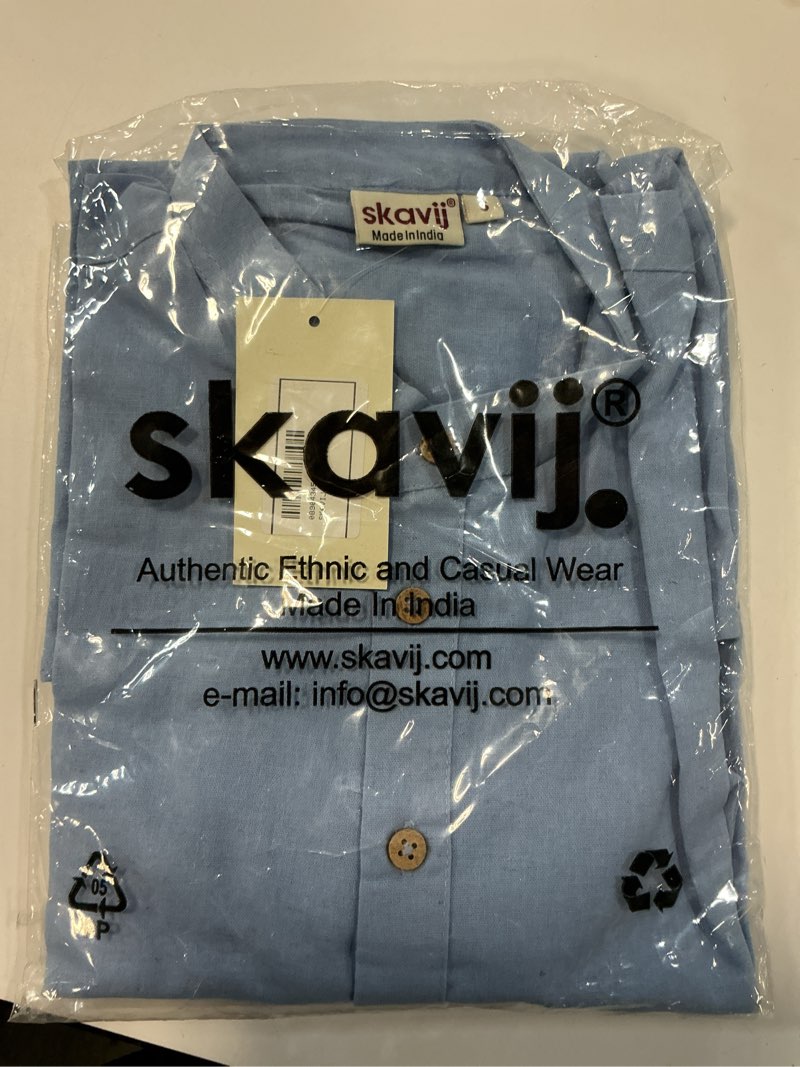 skavij®
Made In India
skavij®.
Authentic Ethnic and Casual Wear
Made In India
www.skavij.com
e-mail: info@skavij.com
05
P